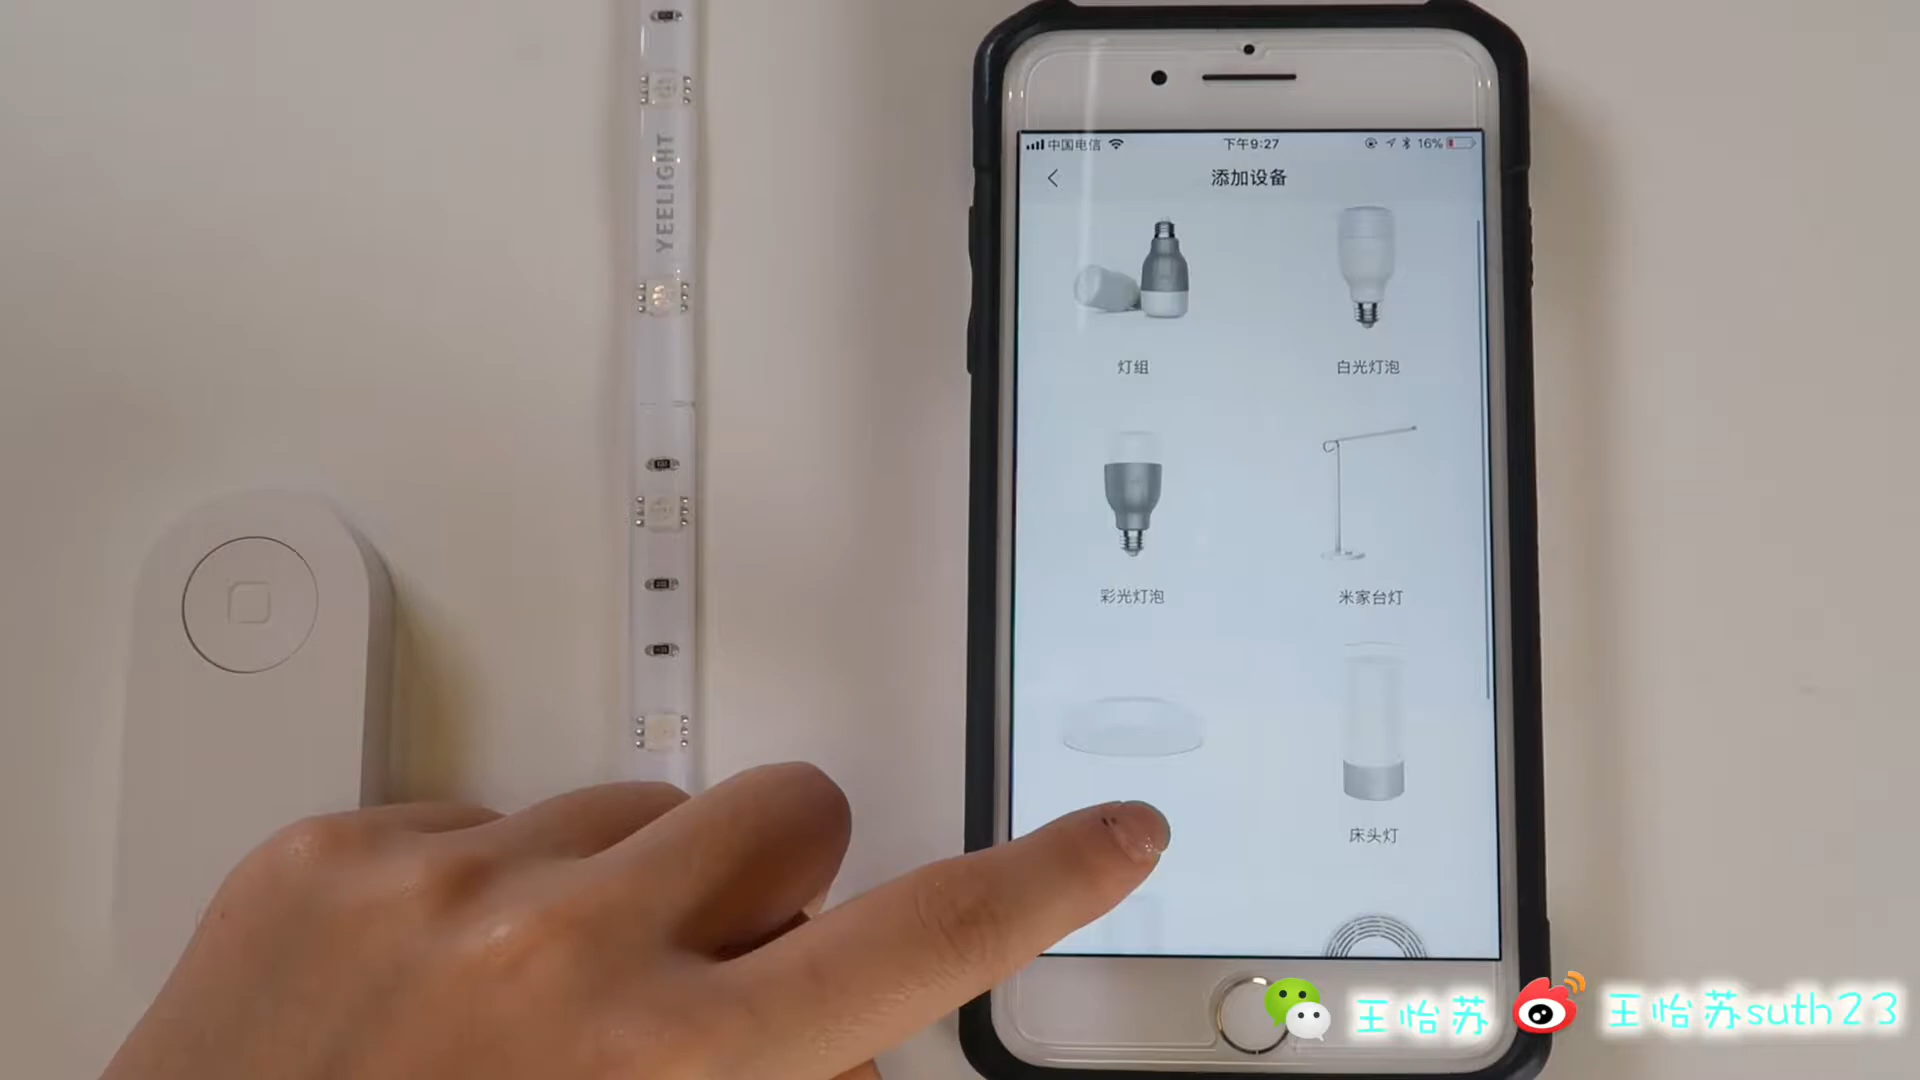 YEELIGHT
中国电信 下午9:27 16%
添加设备
灯组 白光灯泡
彩光灯泡 米家台灯
床头灯
王怡苏 王怡苏suth23